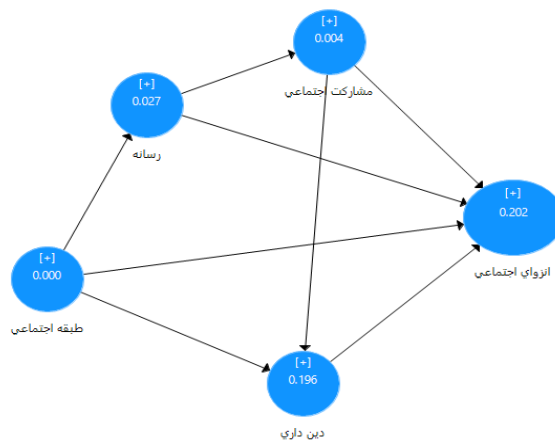 [+]
0.004
مشارکت اجتماعي
[+]
0.027
رسانه
[+]
0.202
انزواي اجتماعي
[+]
0.000
طبقه اجتماعي
[+]
0.196
دين داري